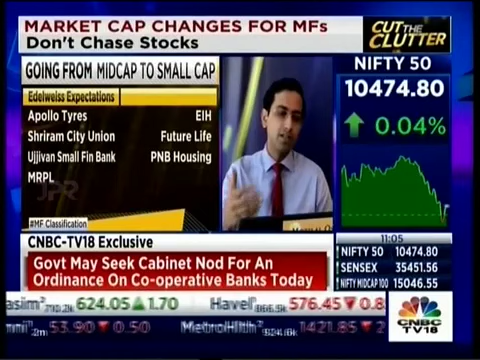 MARKET CAP CHANGES FOR MFs
Don't Chase Stocks
CUT THE
CLUTTER
GOING FROM MIDCAP TO SMALL CAP
Edelweiss Expectations
Apollo Tyres EIH
Shriram City Union Future Life
Ujjivan Small Fin Bank PNB Housing
MRPL
JPR
#MF Classification
NIFTY 50
10474.80
0.04%
11:05
NIFTY 50 10474.80
SENSEX 35451.56
NIFTY MIDCAP 100 15046.55
CNBC-TV18 Exclusive
Govt May Seek Cabinet Nod For An
Ordinance On Co-operative Banks Today
asim 624.05 1.70 Havel 576.45 0.8
53.90 0.50 1421.85 2
CNBC
TV18